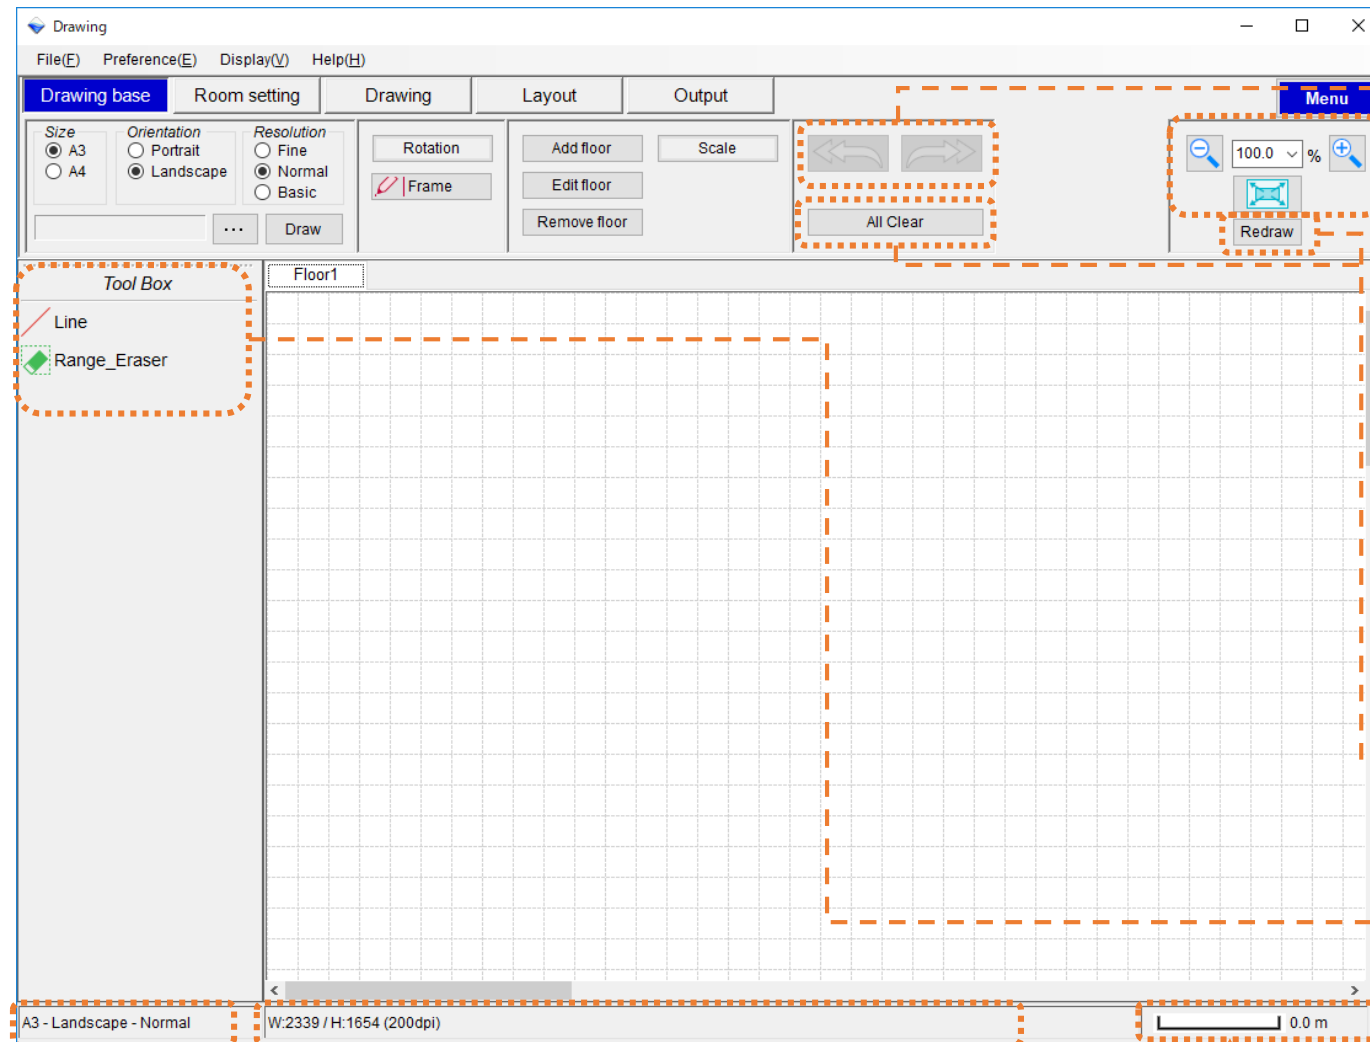 Drawing
File(F) Preference(E) Display(V) Help(H)
Drawing base Room setting Drawing Layout Output Menu
Size Orientation Resolution
A3 Portrait Fine
A4 Landscape Normal
Basic
... Draw
Rotation
Frame
Add floor Scale
Edit floor
Remove floor
All Clear
100.0 %
Redraw
Tool Box
Line
Range_Eraser
Floor1
A3 - Landscape - Normal
W:2339 / H:1654 (200dpi)
0.0 m